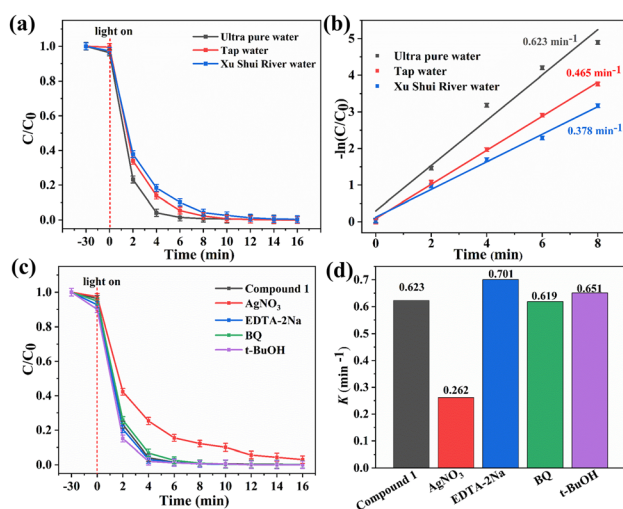 (a)
light on
Ultra pure water
Tap water
Xu Shui River water
C/C0
1.0
0.8
0.6
0.4
0.2
0.0
-30 0 2 4 6 8 10 12 14 16
Time (min)
(b)
Ultra pure water
Tap water
Xu Shui River water
0.623 min⁻¹
0.465 min⁻¹
0.378 min⁻¹
-ln(C/C0)
5
4
3
2
1
0
0 2 4 6 8
Time (min)
(c)
light on
Compound 1
AgNO₃
EDTA-2Na
BQ
t-BuOH
C/C0
1.0
0.8
0.6
0.4
0.2
0.0
-30 0 2 4 6 8 10 12 14 16
Time (min)
(d)
K (min⁻¹)
0.7
0.6
0.5
0.4
0.3
0.2
0.1
0.0
0.623
0.262
0.701
0.619
0.651
Compound 1
AgNO₃
EDTA-2Na
BQ
t-BuOH